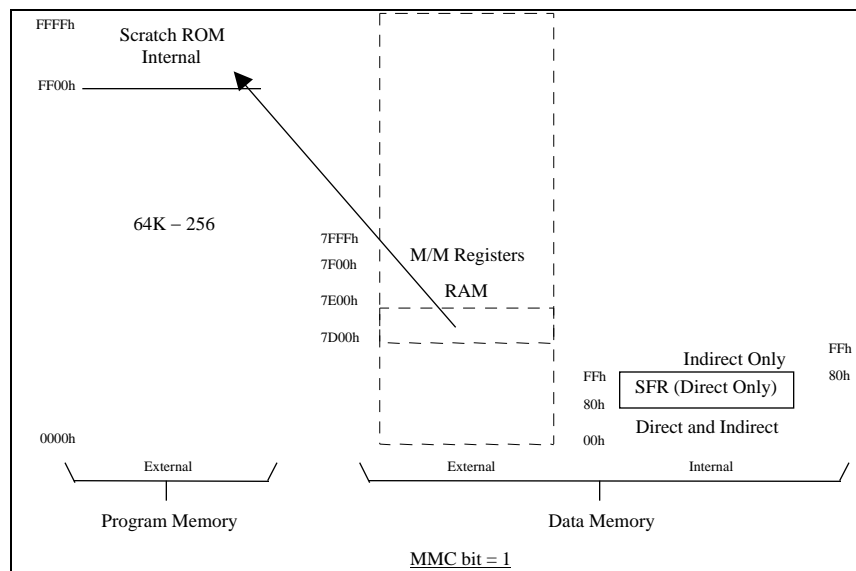 FFFFh
Scratch ROM
Internal
FF00h
64K – 256
7FFFh
M/M Registers
7F00h
RAM
7E00h
7D00h
FFh
Indirect Only
80h
FFh
SFR (Direct Only)
80h
Direct and Indirect
0000h
00h
External
External
Internal
Program Memory
Data Memory
MMC bit = 1